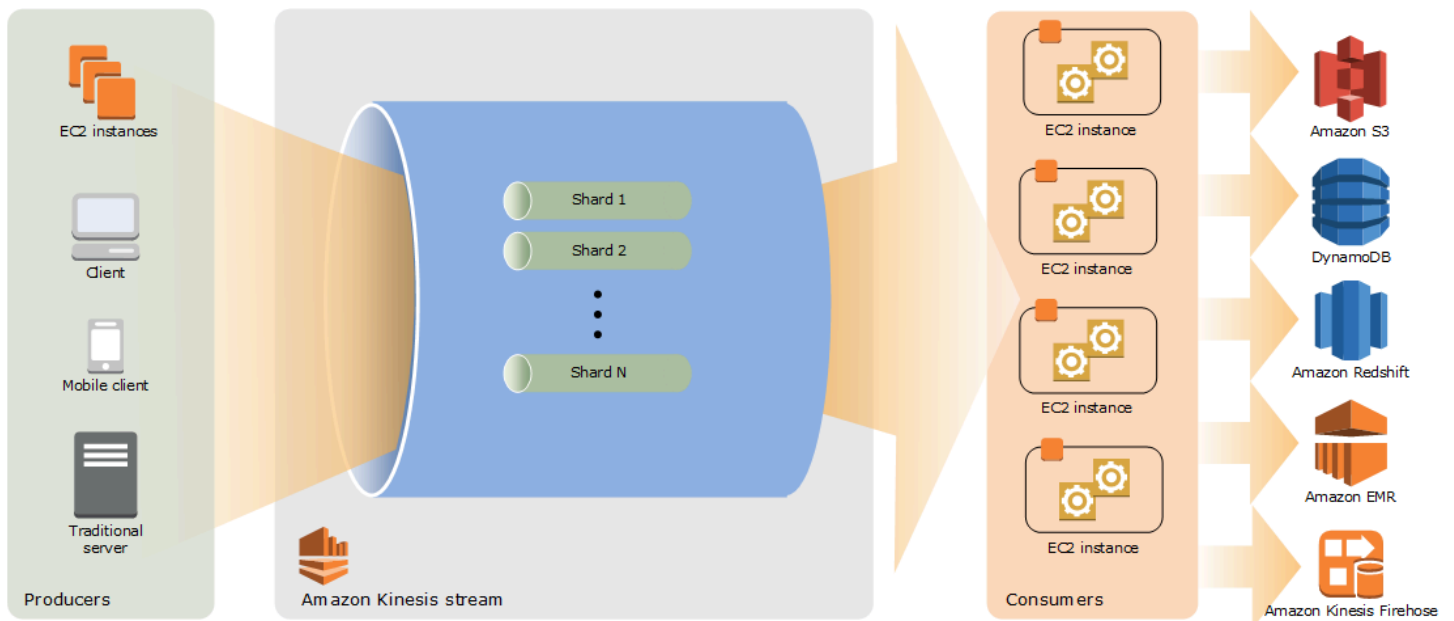 EC2 instances
Client
Mobile client
Traditional
server
Producers
Shard 1
Shard 2
Shard N
Amazon Kinesis stream
EC2 instance
EC2 instance
EC2 instance
EC2 instance
Consumers
Amazon S3
DynamoDB
Amazon Redshift
Amazon EMR
Amazon Kinesis Firehose